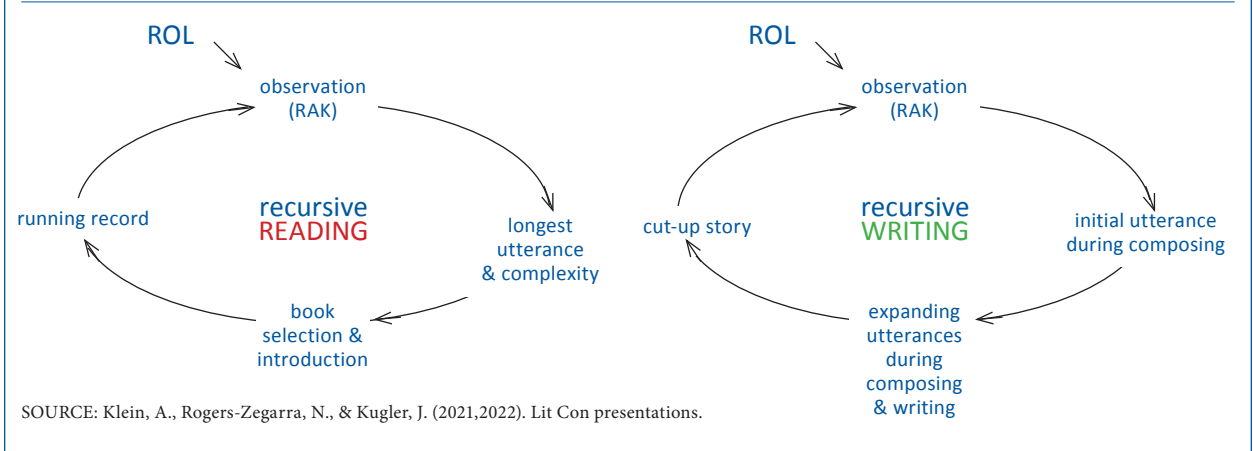 ROL
observation
(RAK)
longest
utterance
& complexity
book
selection &
introduction
running record
recursive
READING
ROL
observation
(RAK)
initial utterance
during composing
expanding
utterances
during
composing
& writing
cut-up story
recursive
WRITING
SOURCE: Klein, A., Rogers-Zegarra, N., & Kugler, J. (2021,2022). Lit Con presentations.